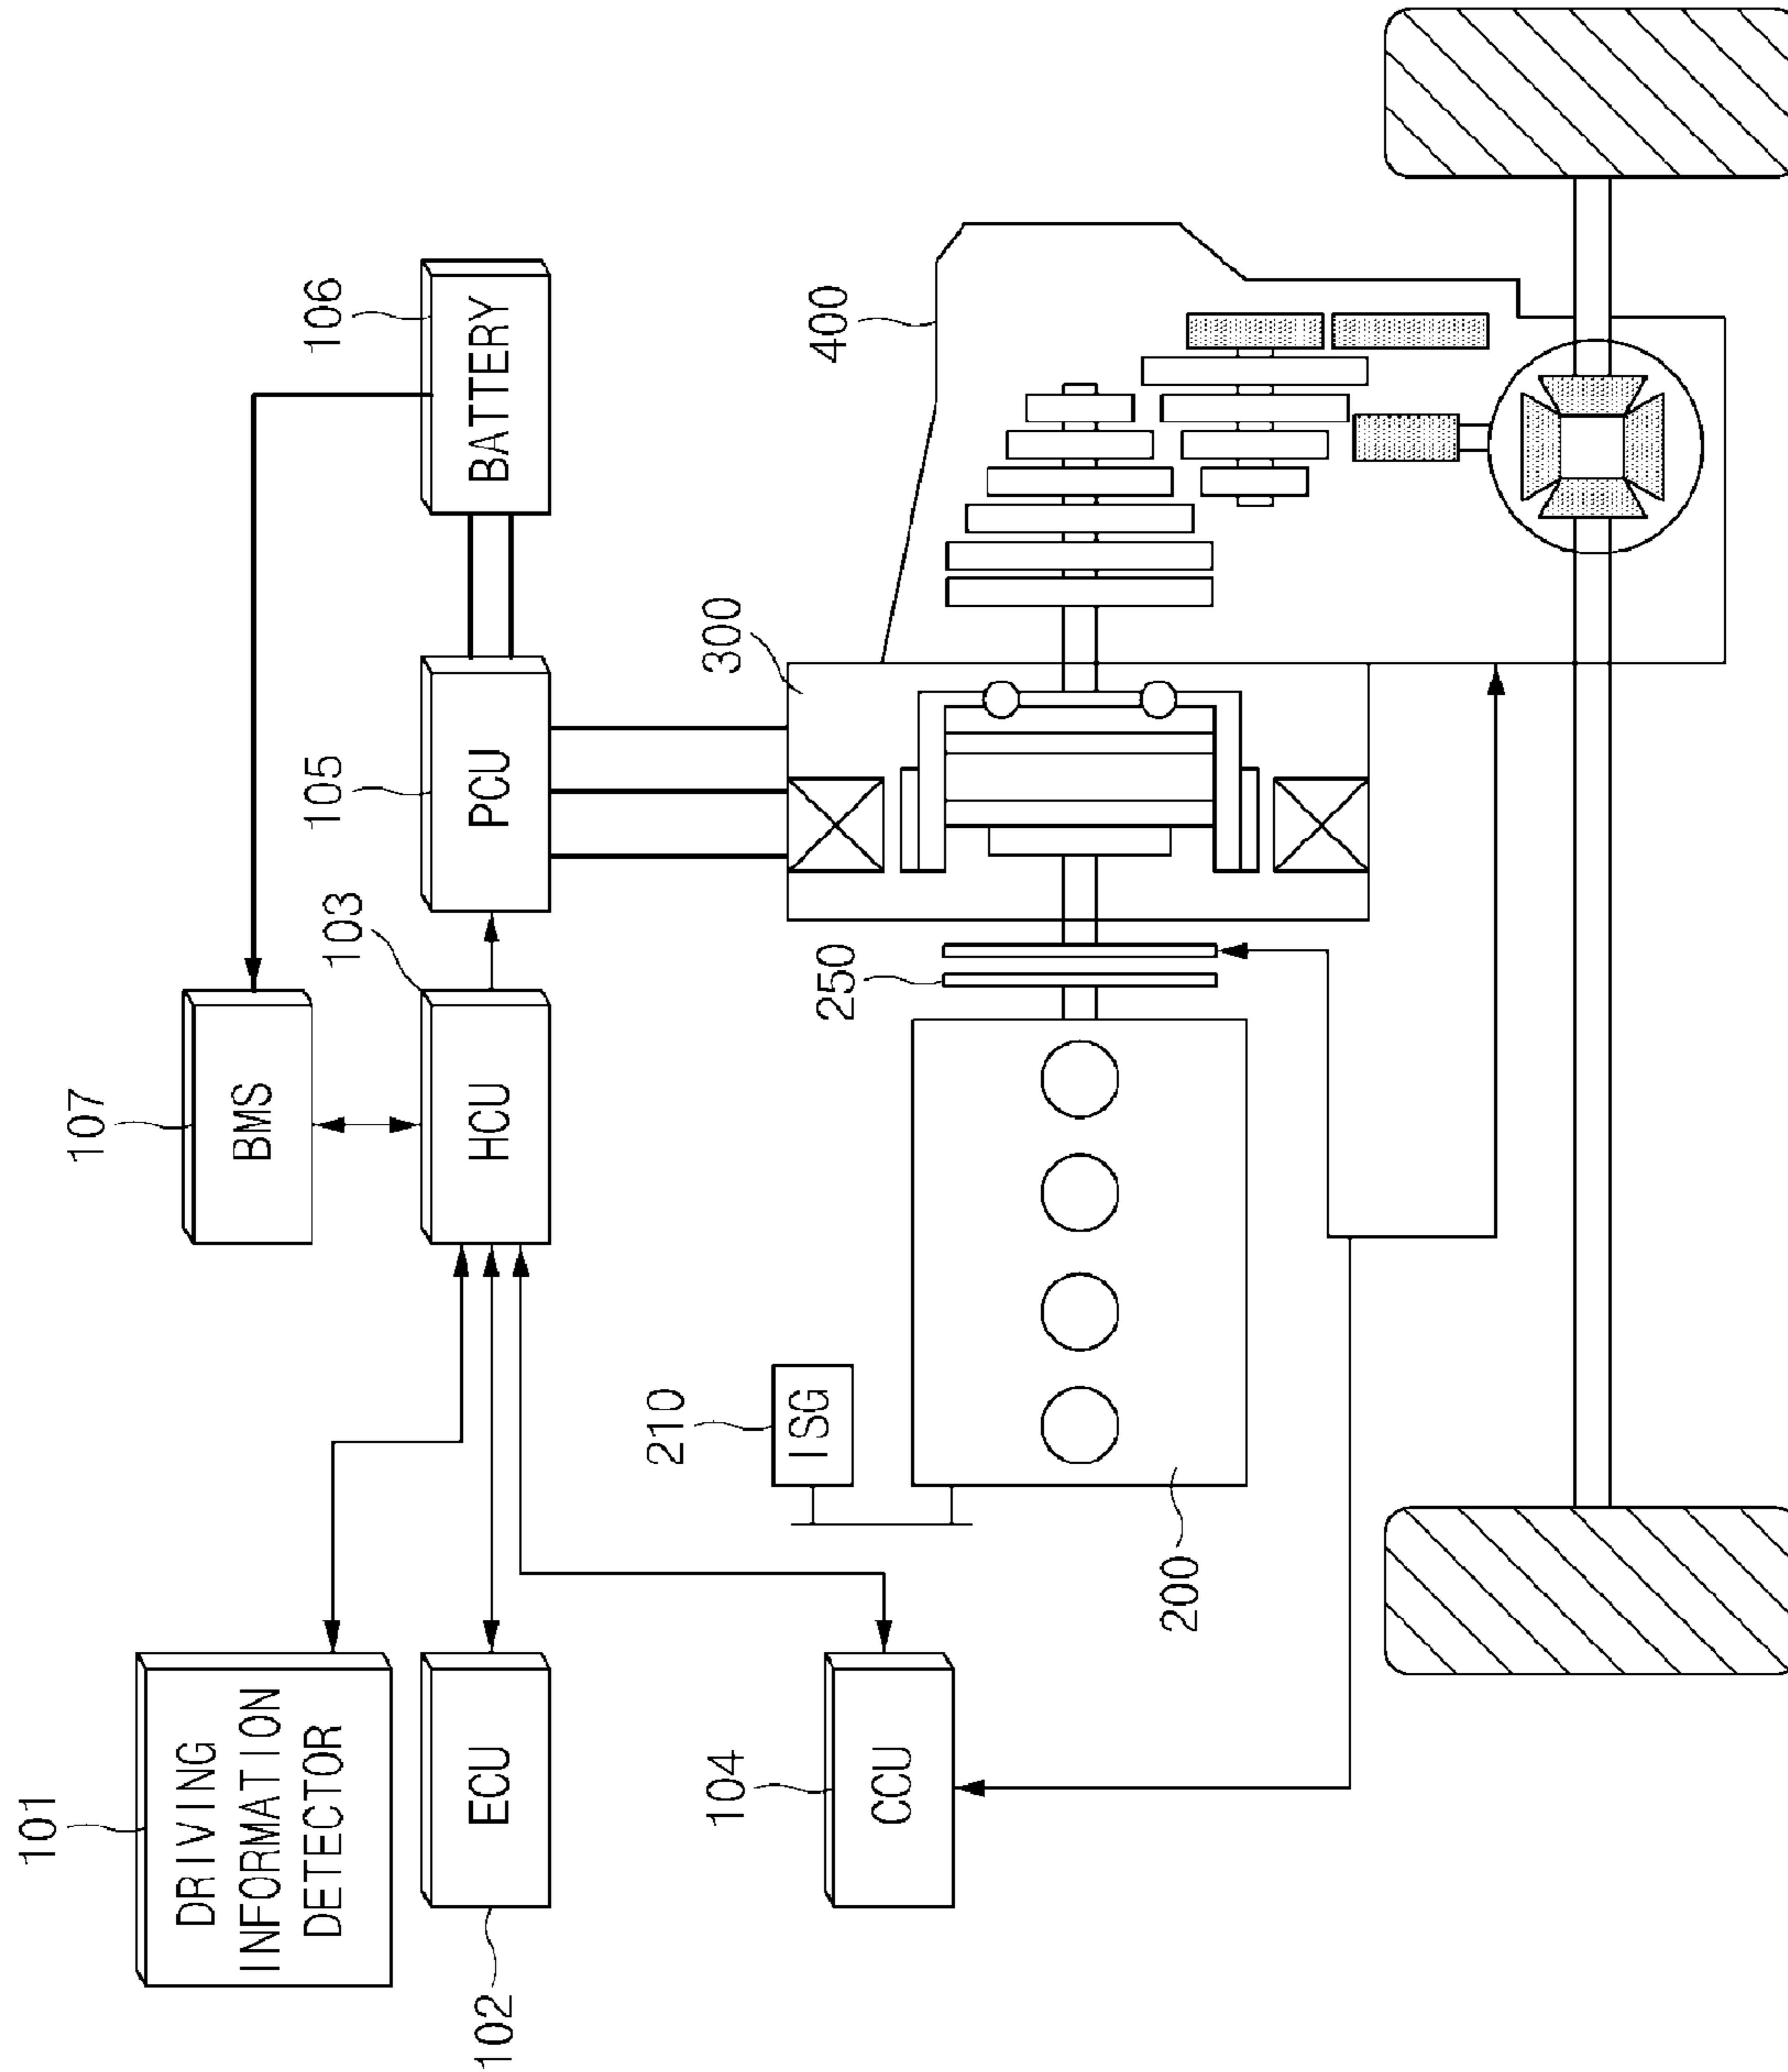 101
DRIVING
INFORMATION
DETECTOR
107
BMS
106
BATTERY
102
ECU
103
HCU
105
PCU
104
CCU
210
ISG
200
250
300
400